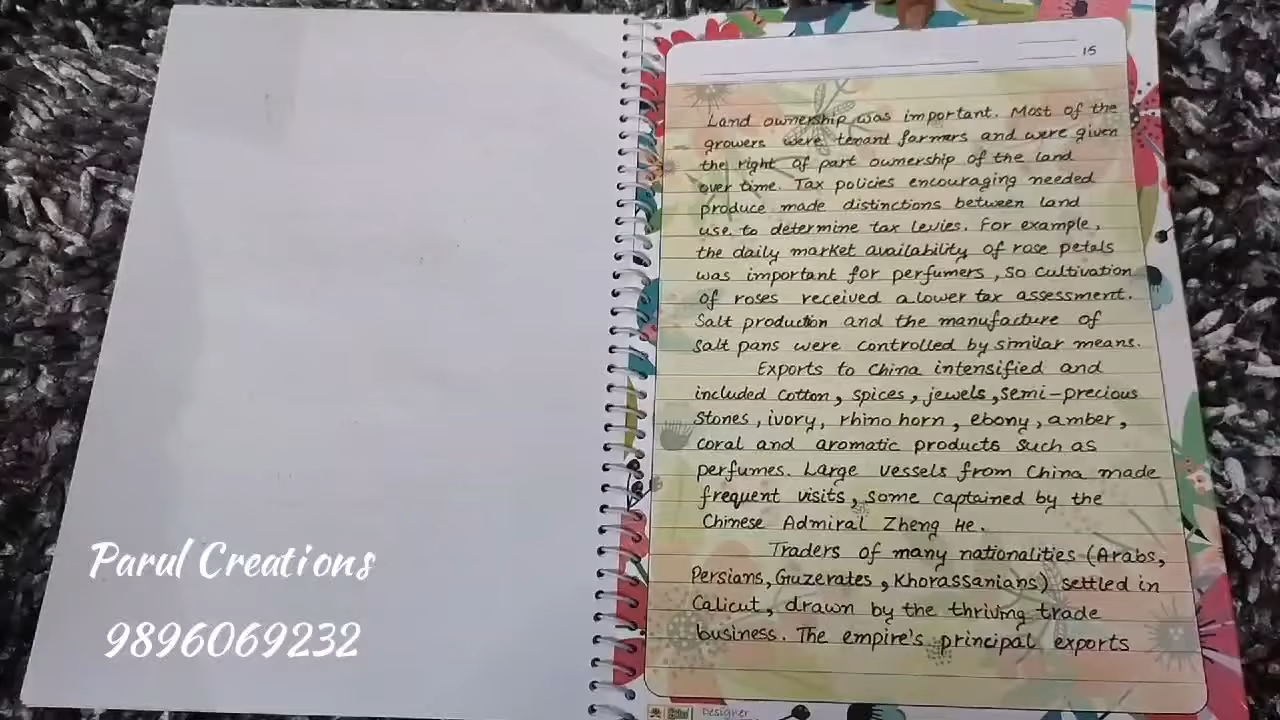 15
Land ownership was important. Most of the
growers were tenant farmers and were given
the right of part ownership of the land
over time. Tax policies encouraging needed
produce made distinctions between land
use to determine tax levies. For example,
the daily market availability of rose petals
was important for perfumers, so cultivation
of roses received a lower tax assessment.
Salt production and the manufacture of
salt pans were controlled by similar means.
Exports to China intensified and
included cotton, spices, jewels, semi-precious
stones, ivory, rhino horn, ebony, amber,
coral and aromatic products such as
perfumes. Large vessels from China made
frequent visits, some captained by the
Chinese Admiral Zheng He.
Traders of many nationalities (Arabs,
Persians, Guzerates, Khorassanians) settled in
Calicut, drawn by the thriving trade
business. The empire's principal exports
Designer
Parul Creations
9896069232